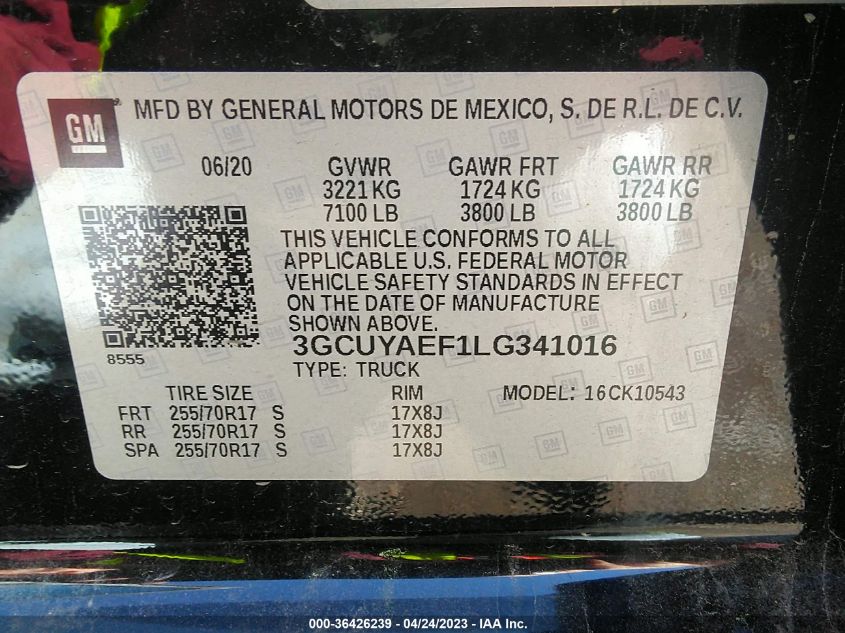 GM
MFD BY GENERAL MOTORS DE MEXICO, S. DE R.L. DE C.V.
06/20 GVWR GAWR FRT GAWR RR
3221 KG 1724 KG 1724 KG
7100 LB 3800 LB 3800 LB
THIS VEHICLE CONFORMS TO ALL
APPLICABLE U.S. FEDERAL MOTOR
VEHICLE SAFETY STANDARDS IN EFFECT
ON THE DATE OF MANUFACTURE
SHOWN ABOVE.
8555
3GCUYAEF1LG341016
TYPE: TRUCK
TIRE SIZE RIM MODEL: 16CK10543
FRT 255/70R17 S 17X8J
RR 255/70R17 S 17X8J
SPA 255/70R17 S 17X8J
000-36426239 - 04/24/2023 - IAA Inc.